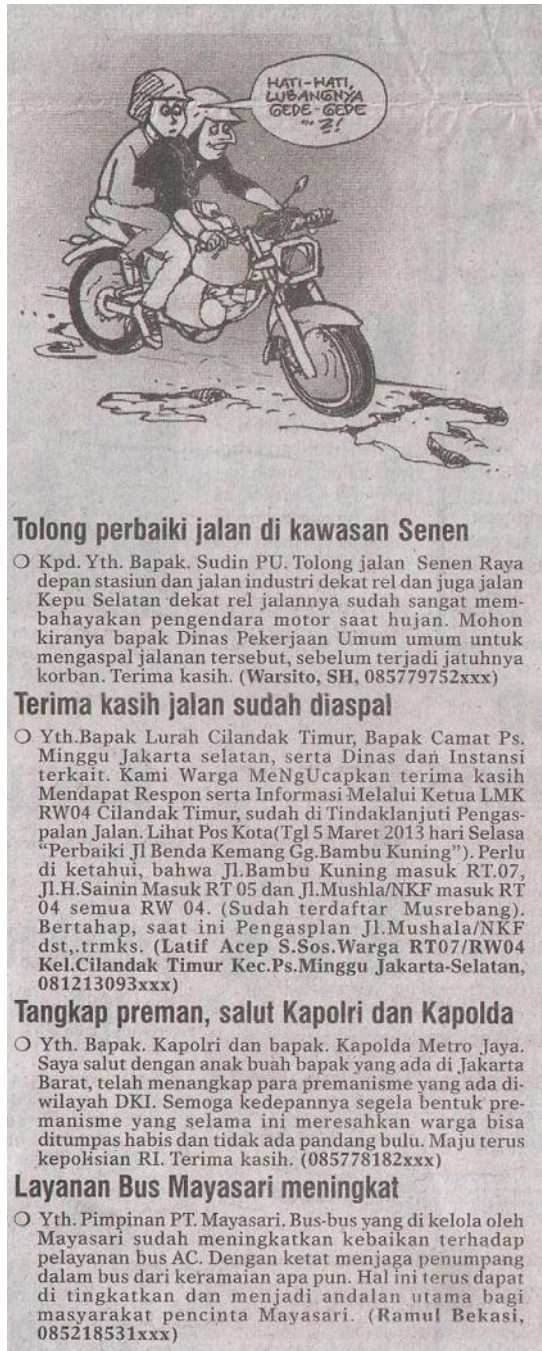 HATI-HATI,
LUBANGNYA
GEDE-GEDE
... ?!
Tolong perbaiki jalan di kawasan Senen
Kpd. Yth. Bapak. Sudin PU. Tolong jalan Senen Raya
depan stasiun dan jalan industri dekat rel dan juga jalan
Kepu Selatan dekat rel jalannya sudah sangat mem-
bahayakan pengendara motor saat hujan. Mohon
kiranya bapak Dinas Pekerjaan Umum umum untuk
mengaspal jalanan tersebut, sebelum terjadi jatuhnya
korban. Terima kasih. (Warsito, SH, 085779752xxx)
Terima kasih jalan sudah diaspal
Yth.Bapak Lurah Cilandak Timur, Bapak Camat Ps.
Minggu Jakarta selatan, serta Dinas dan Instansi
terkait. Kami Warga MeNgUcapkan terima kasih
Mendapat Respon serta Informasi Melalui Ketua LMK
RW04 Cilandak Timur, sudah di Tindaklanjuti Pengas-
palan Jalan. Lihat Pos Kota(Tgl 5 Maret 2013 hari Selasa
“Perbaiki Jl Benda Kemang Gg.Bambu Kuning”). Perlu
di ketahui, bahwa Jl.Bambu Kuning masuk RT.07,
Jl.H.Sainin Masuk RT 05 dan Jl.Mushla/NKF masuk RT
04 semua RW 04. (Sudah terdaftar Musrebang).
Bertahap, saat ini Pengasplan Jl.Mushala/NKF
dst,.trmks. (Latif Acep S.Sos.Warga RT07/RW04
Kel.Cilandak Timur Kec.Ps.Minggu Jakarta-Selatan,
081213093xxx)
Tangkap preman, salut Kapolri dan Kapolda
Yth. Bapak. Kapolri dan bapak. Kapolda Metro Jaya.
Saya salut dengan anak buah bapak yang ada di Jakarta
Barat, telah menangkap para premanisme yang ada di-
wilayah DKI. Semoga kedepannya segela bentuk pre-
manisme yang selama ini meresahkan warga bisa
ditumpas habis dan tidak ada pandang bulu. Maju terus
kepolisian RI. Terima kasih. (085778182xxx)
Layanan Bus Mayasari meningkat
Yth. Pimpinan PT. Mayasari. Bus-bus yang di kelola oleh
Mayasari sudah meningkatkan kebaikan terhadap
pelayanan bus AC. Dengan ketat menjaga penumpang
dalam bus dari keramaian apa pun. Hal ini terus dapat
di tingkatkan dan menjadi andalan utama bagi
masyarakat pencinta Mayasari. (Ramul Bekasi,
085218531xxx)